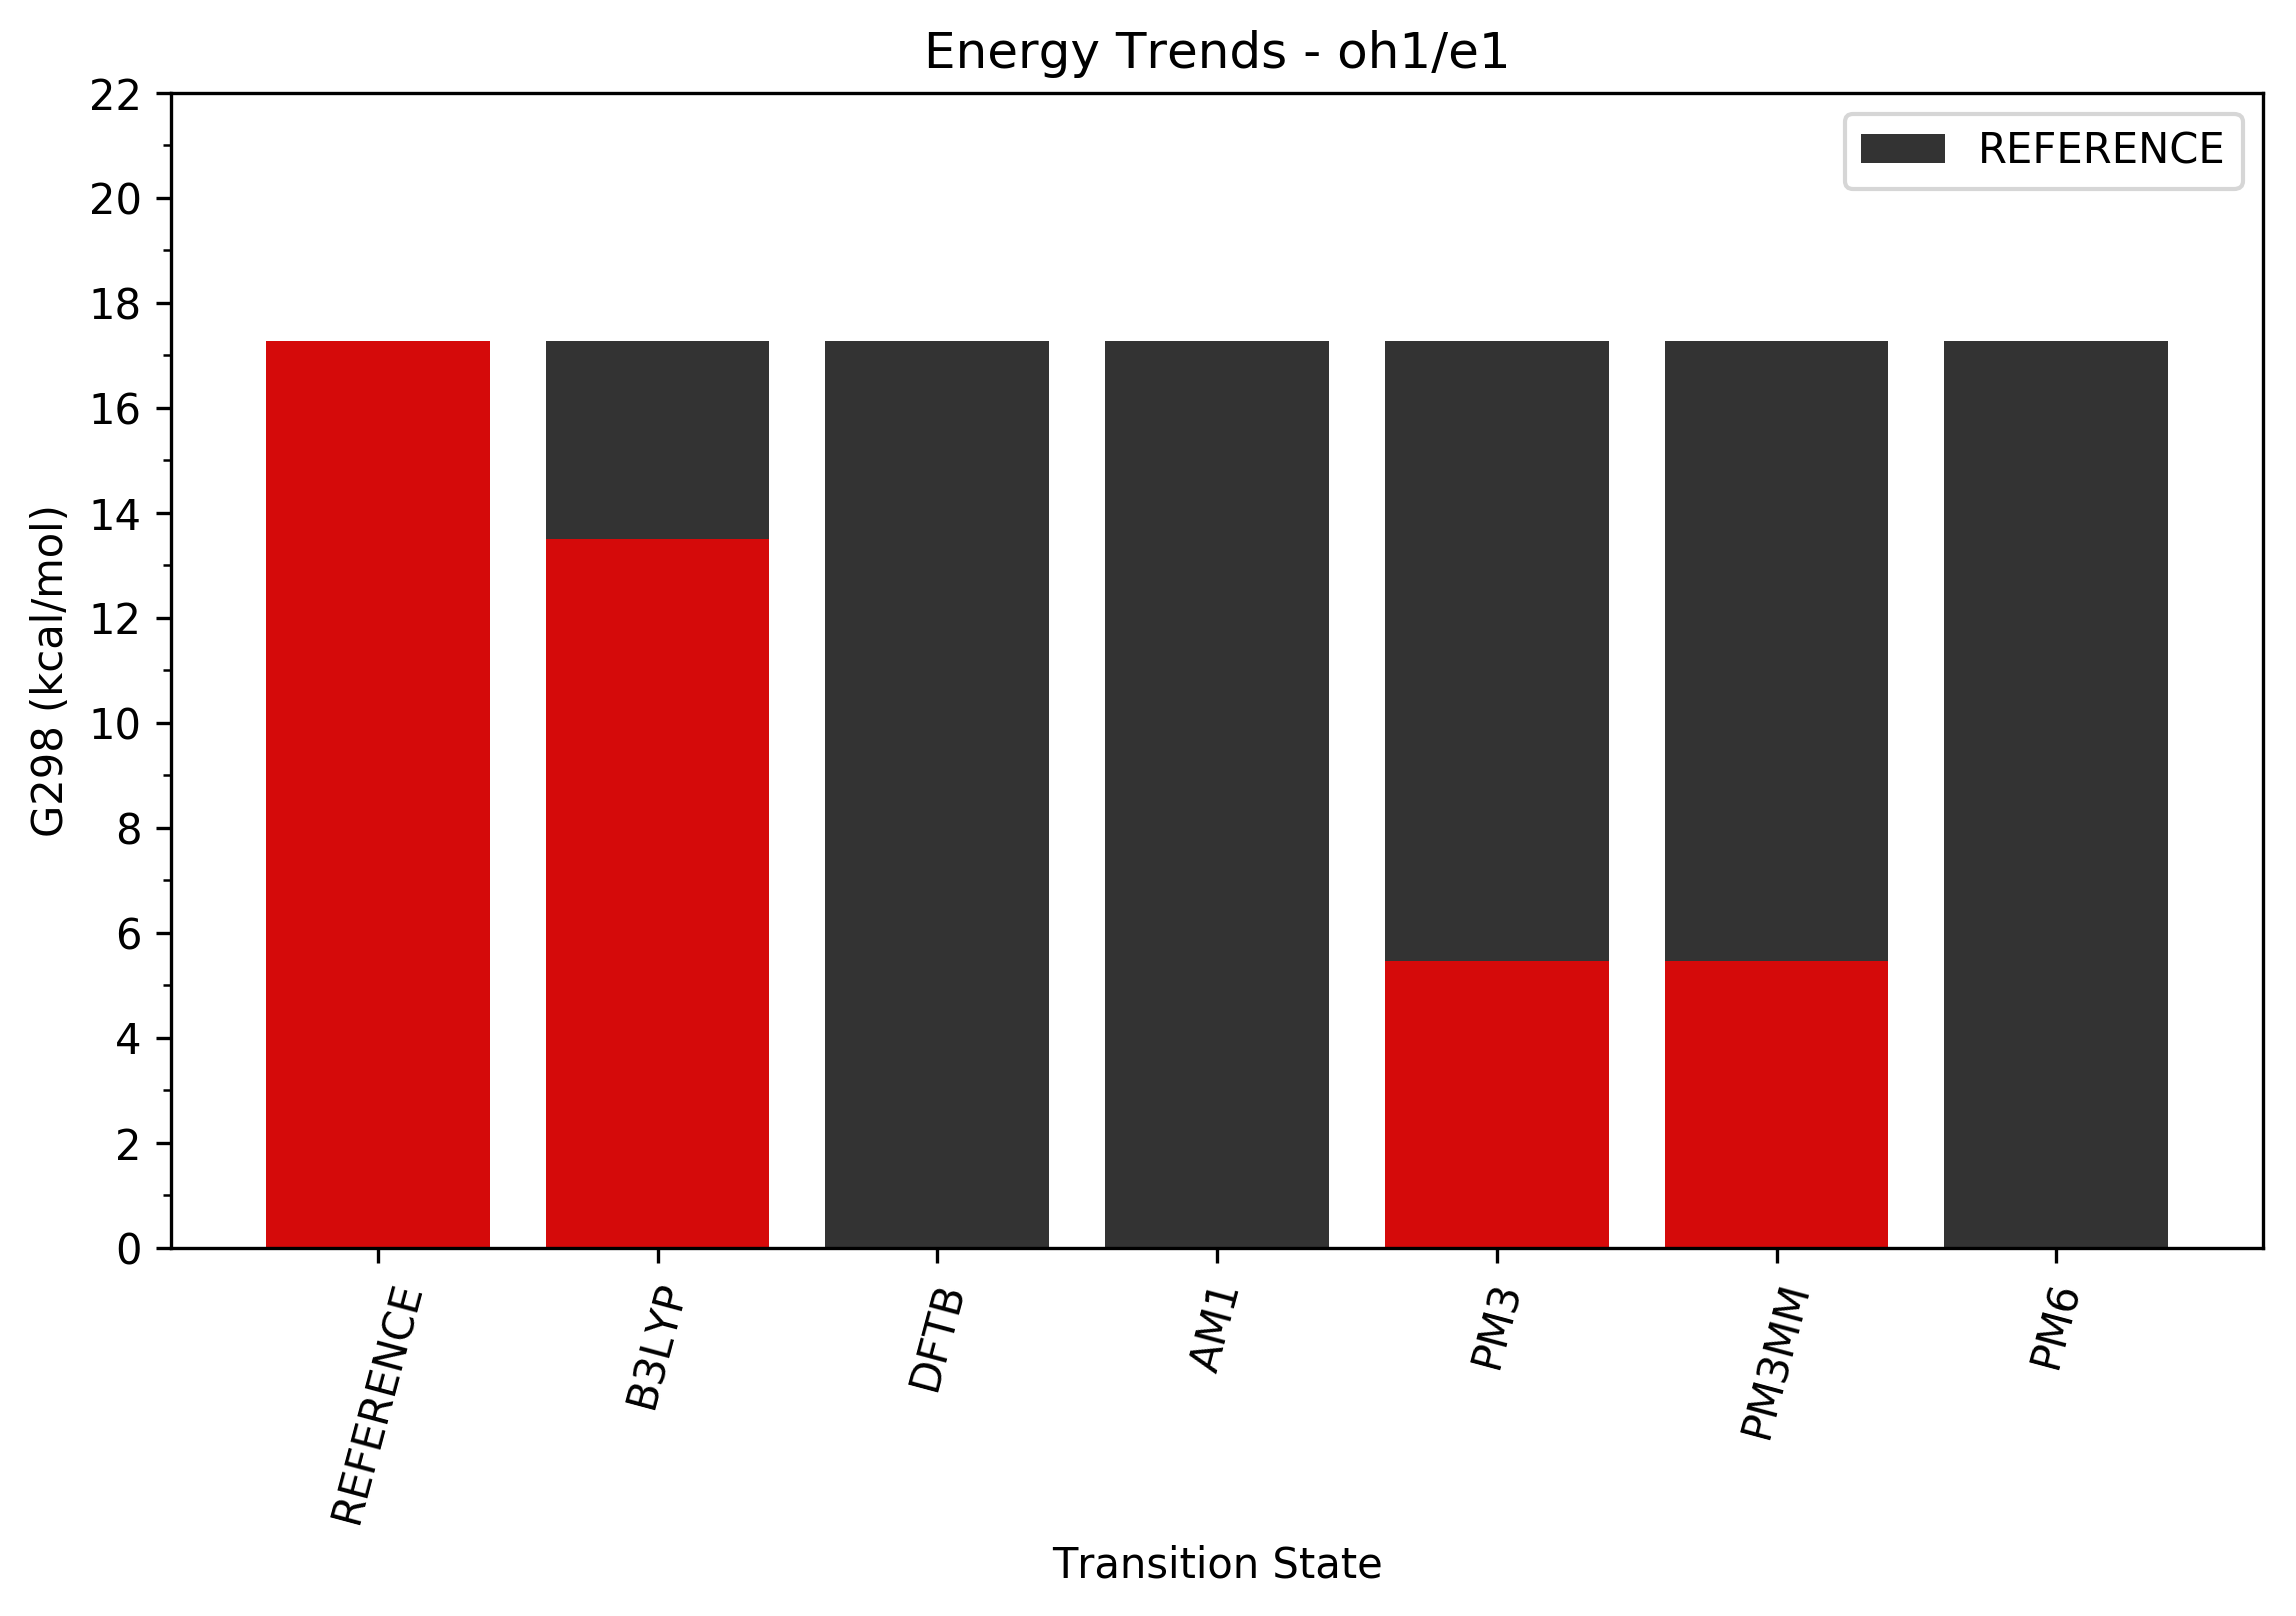 Energy Trends - oh1/e1
REFERENCE
G298 (kcal/mol)
22
20
18
16
14
12
10
8
6
4
2
0
REFERENCE
B3LYP
DFTB
AM1
PM3
PM3MM
PM6
Transition State